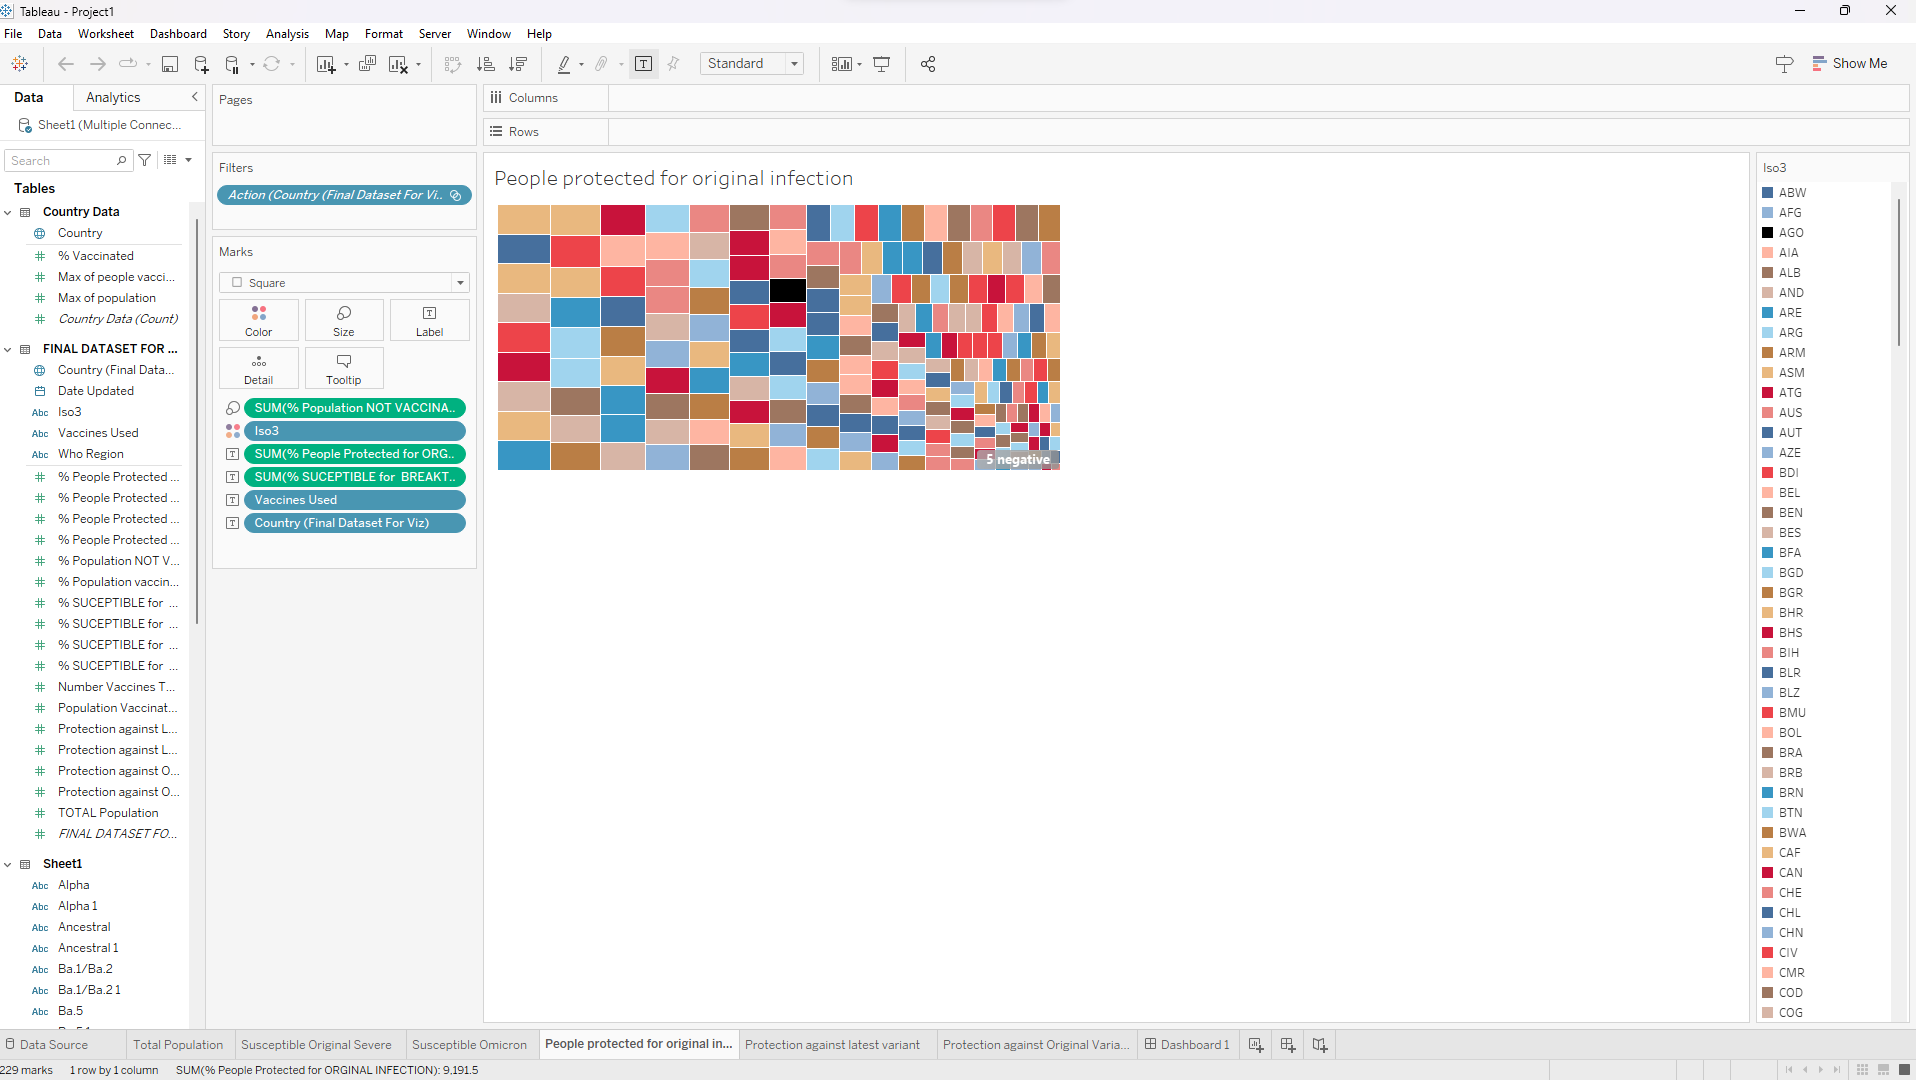 Tableau - Project1
File Data Worksheet Dashboard Story Analysis Map Format Server Window Help
Standard
Show Me
Data Analytics
Sheet1 (Multiple Connec...
Search
Tables
Country Data
Country
% Vaccinated
Max of people vacci...
Max of population
Country Data (Count)
FINAL DATASET FOR ...
Country (Final Data...
Date Updated
Abc Iso3
Abc Vaccines Used
Abc Who Region
% People Protected ...
% People Protected ...
% People Protected ...
% People Protected ...
% Population NOT V...
% Population vaccin...
% SUCEPTIBLE for ...
% SUCEPTIBLE for ...
% SUCEPTIBLE for ...
% SUCEPTIBLE for ...
Number Vaccines T...
Population Vaccinat...
Protection against L...
Protection against L...
Protection against O...
Protection against O...
TOTAL Population
FINAL DATASET FO...
Sheet1
Abc Alpha
Abc Alpha 1
Abc Ancestral
Abc Ancestral 1
Abc Ba.1/Ba.2
Abc Ba.1/Ba.2 1
Abc Ba.5
Pages
Filters
Action (Country (Final Dataset For Vi..
Marks
Square
Color Size Label
Detail Tooltip
SUM(% Population NOT VACCINA..
Iso3
SUM(% People Protected for ORG..
SUM(% SUCEPTIBLE for BREAKT..
Vaccines Used
Country (Final Dataset For Viz)
Columns
Rows
People protected for original infection
5 negative
Iso3
ABW
AFG
AGO
AIA
ALB
AND
ARE
ARG
ARM
ASM
ATG
AUS
AUT
AZE
BDI
BEL
BEN
BES
BFA
BGD
BGR
BHR
BHS
BIH
BLR
BLZ
BMU
BOL
BRA
BRB
BRN
BTN
BWA
CAF
CAN
CHE
CHL
CHN
CIV
CMR
COD
COG
Data Source Total Population Susceptible Original Severe Susceptible Omicron People protected for original in... Protection against latest variant Protection against Original Varia... Dashboard 1
229 marks 1 row by 1 column SUM(% People Protected for ORGINAL INFECTION): 9,191.5